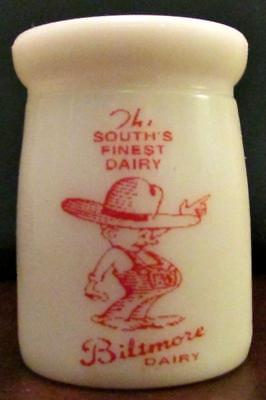 The
SOUTH'S
FINEST
DAIRY
Biltmore
DAIRY